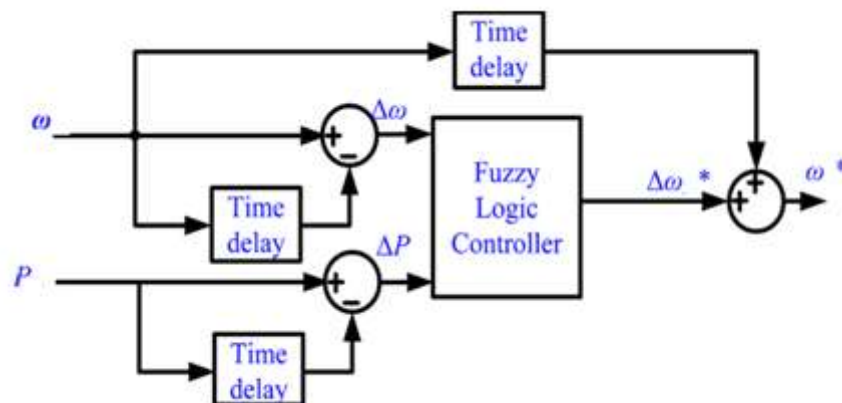 Time
delay
ω
+
−
Δω
Fuzzy
Logic
Controller
Δω *
+
+
ω *
Time
delay
P
+
−
ΔP
Time
delay